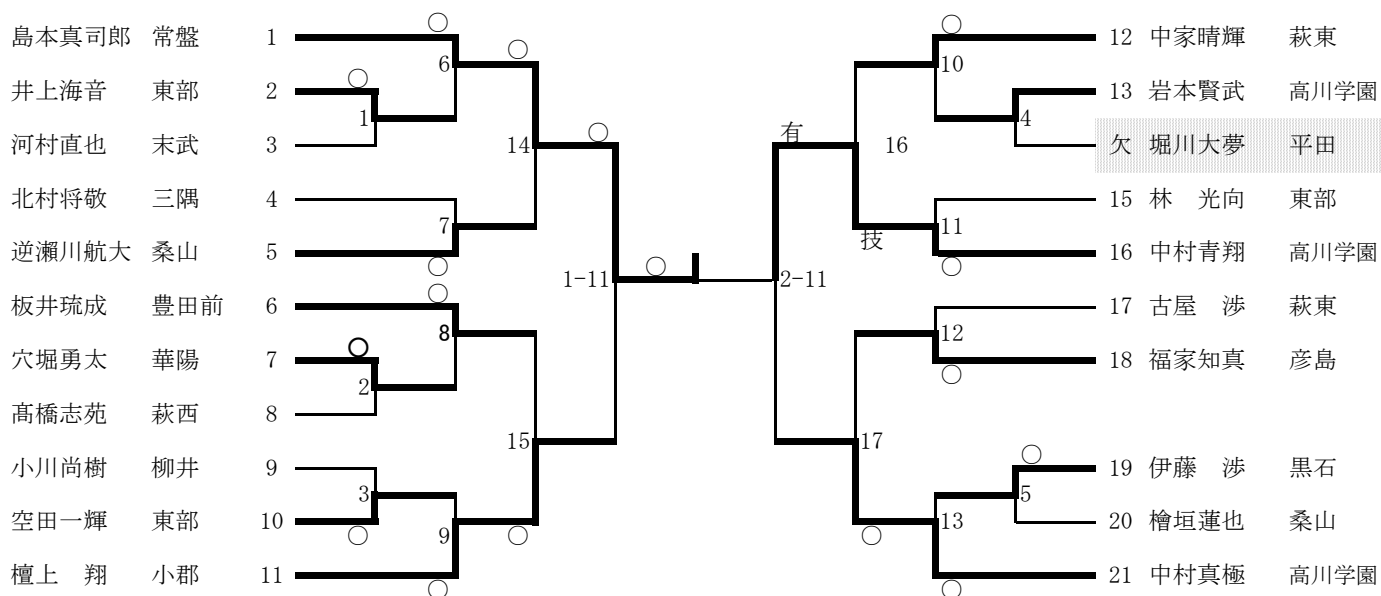 島本真司郎 常盤 1
井上海音 東部 2
河村直也 末武 3
北村将敬 三隅 4
逆瀬川航大 桑山 5
板井琉成 豊田前 6
穴堀勇太 華陽 7
髙橋志苑 萩西 8
小川尚樹 柳井 9
空田一輝 東部 10
檀上 翔 小郡 11
○
6
○
○
1
14
○
7
○
○
8
○
2
15
3
○
9
○
○
1-11
○
2-11
有
技
16
○
10
4
11
○
12
○
17
○
○
5
13
○
12 中家晴輝 萩東
13 岩本賢武 高川学園
欠 堀川大夢 平田
15 林 光向 東部
16 中村青翔 高川学園
17 古屋 渉 萩東
18 福家知真 彦島
19 伊藤 渉 黒石
20 檜垣蓮也 桑山
21 中村真極 高川学園